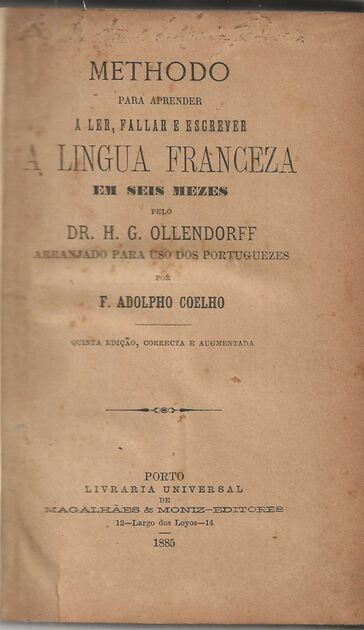 METHODO
PARA APRENDER
A LER, FALLAR E ESCREVER
A LINGUA FRANCEZA
EM SEIS MEZES
PELO
DR. H. G. OLLENDORFF
ARRANJADO PARA USO DOS PORTUGUEZES
POR
F. ADOLPHO COELHO
QUINTA EDIÇÃO, CORRECTA E AUGMENTADA
PORTO
LIVRARIA UNIVERSAL
DE
MAGALHÃES & MONIZ—EDITORES
12—Largo dos Loyos—14
1885